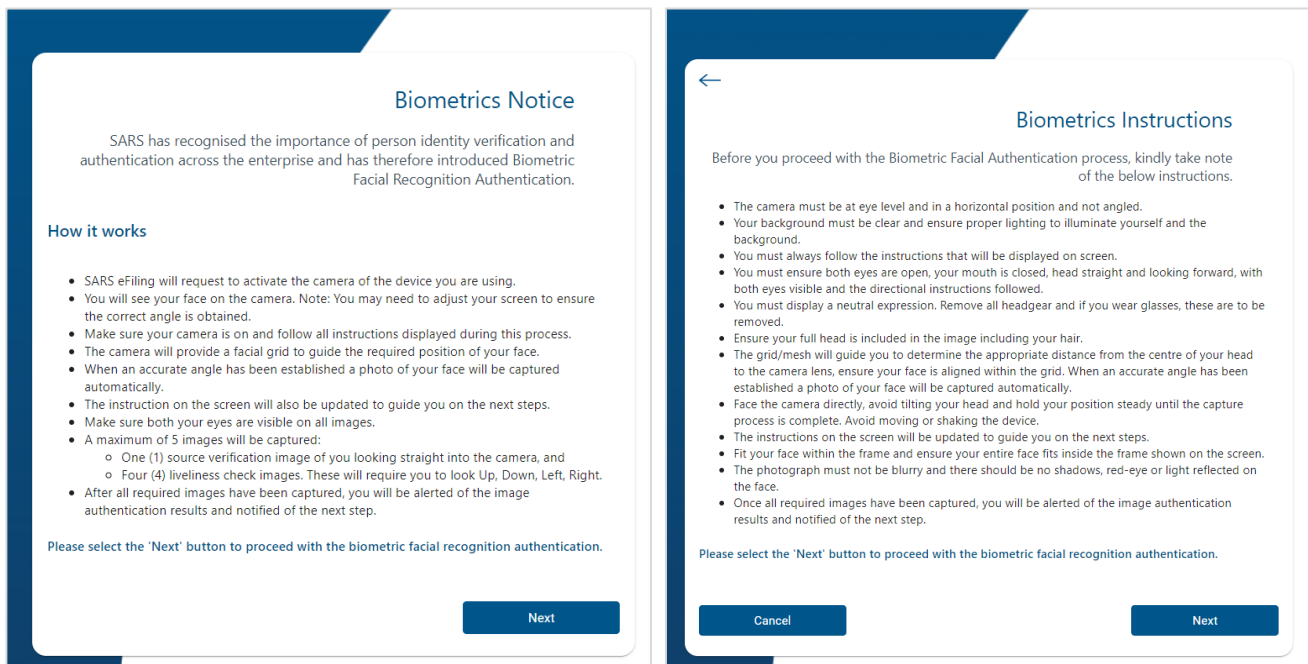 Biometrics Notice
SARS has recognised the importance of person identity verification and
authentication across the enterprise and has therefore introduced Biometric
Facial Recognition Authentication.
How it works
• SARS eFiling will request to activate the camera of the device you are using.
• You will see your face on the camera. Note: You may need to adjust your screen to ensure
the correct angle is obtained.
• Make sure your camera is on and follow all instructions displayed during this process.
• The camera will provide a facial grid to guide the required position of your face.
• When an accurate angle has been established a photo of your face will be captured
automatically.
• The instruction on the screen will also be updated to guide you on the next steps.
• Make sure both your eyes are visible on all images.
• A maximum of 5 images will be captured:
○ One (1) source verification image of you looking straight into the camera, and
○ Four (4) liveliness check images. These will require you to look Up, Down, Left, Right.
• After all required images have been captured, you will be alerted of the image
authentication results and notified of the next step.
Please select the 'Next' button to proceed with the biometric facial recognition authentication.
Next
Biometrics Instructions
Before you proceed with the Biometric Facial Authentication process, kindly take note
of the below instructions.
• The camera must be at eye level and in a horizontal position and not angled.
• Your background must be clear and ensure proper lighting to illuminate yourself and the
background.
• You must always follow the instructions that will be displayed on screen.
• You must ensure both eyes are open, your mouth is closed, head straight and looking forward, with
both eyes visible and the directional instructions followed.
• You must display a neutral expression. Remove all headgear and if you wear glasses, these are to be
removed.
• Ensure your full head is included in the image including your hair.
• The grid/mesh will guide you to determine the appropriate distance from the centre of your head
to the camera lens, ensure your face is aligned within the grid. When an accurate angle has been
established a photo of your face will be captured automatically.
• Face the camera directly, avoid tilting your head and hold your position steady until the capture
process is complete. Avoid moving or shaking the device.
• The instructions on the screen will be updated to guide you on the next steps.
• Fit your face within the frame and ensure your entire face fits inside the frame shown on the screen.
• The photograph must not be blurry and there should be no shadows, red-eye or light reflected on
the face.
• Once all required images have been captured, you will be alerted of the image authentication
results and notified of the next step.
Please select the 'Next' button to proceed with the biometric facial recognition authentication.
Cancel
Next